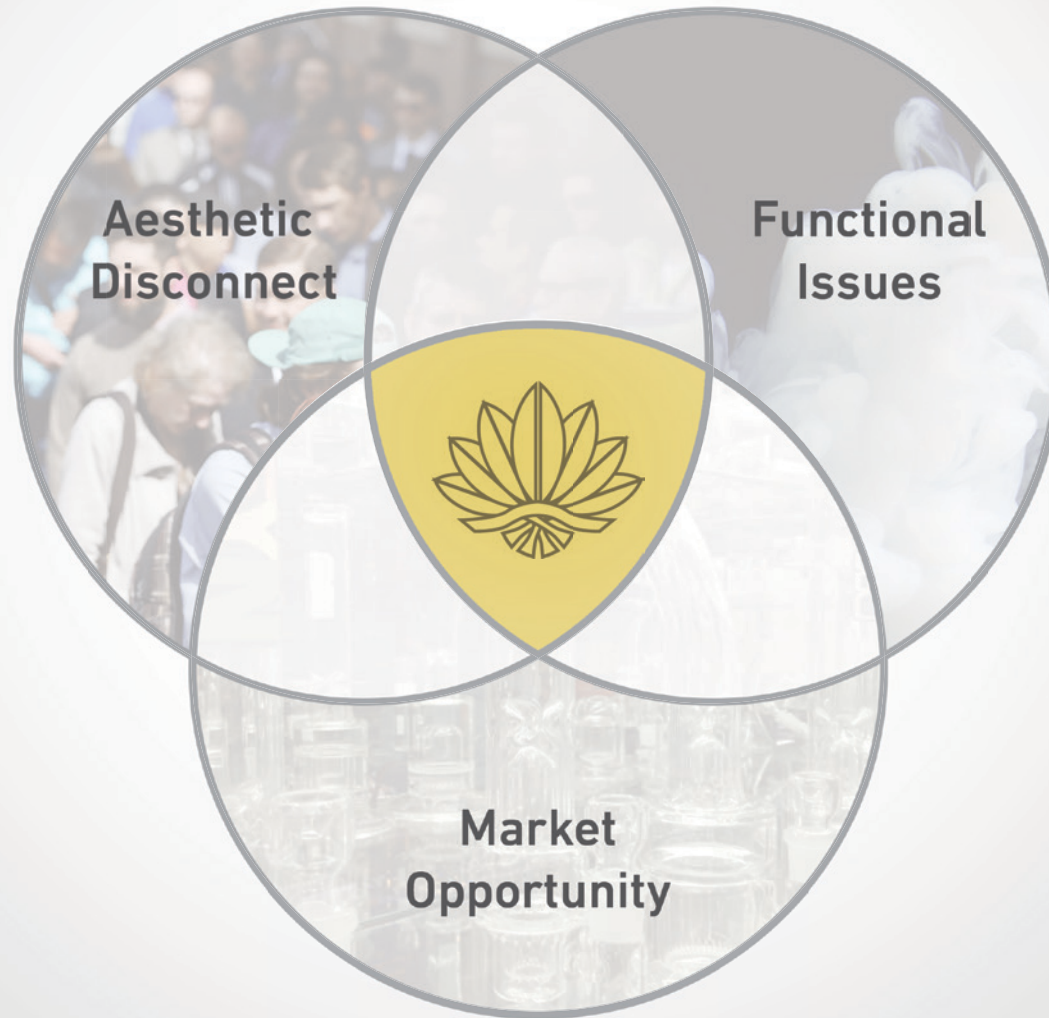 Aesthetic
Disconnect
Functional
Issues
Market
Opportunity